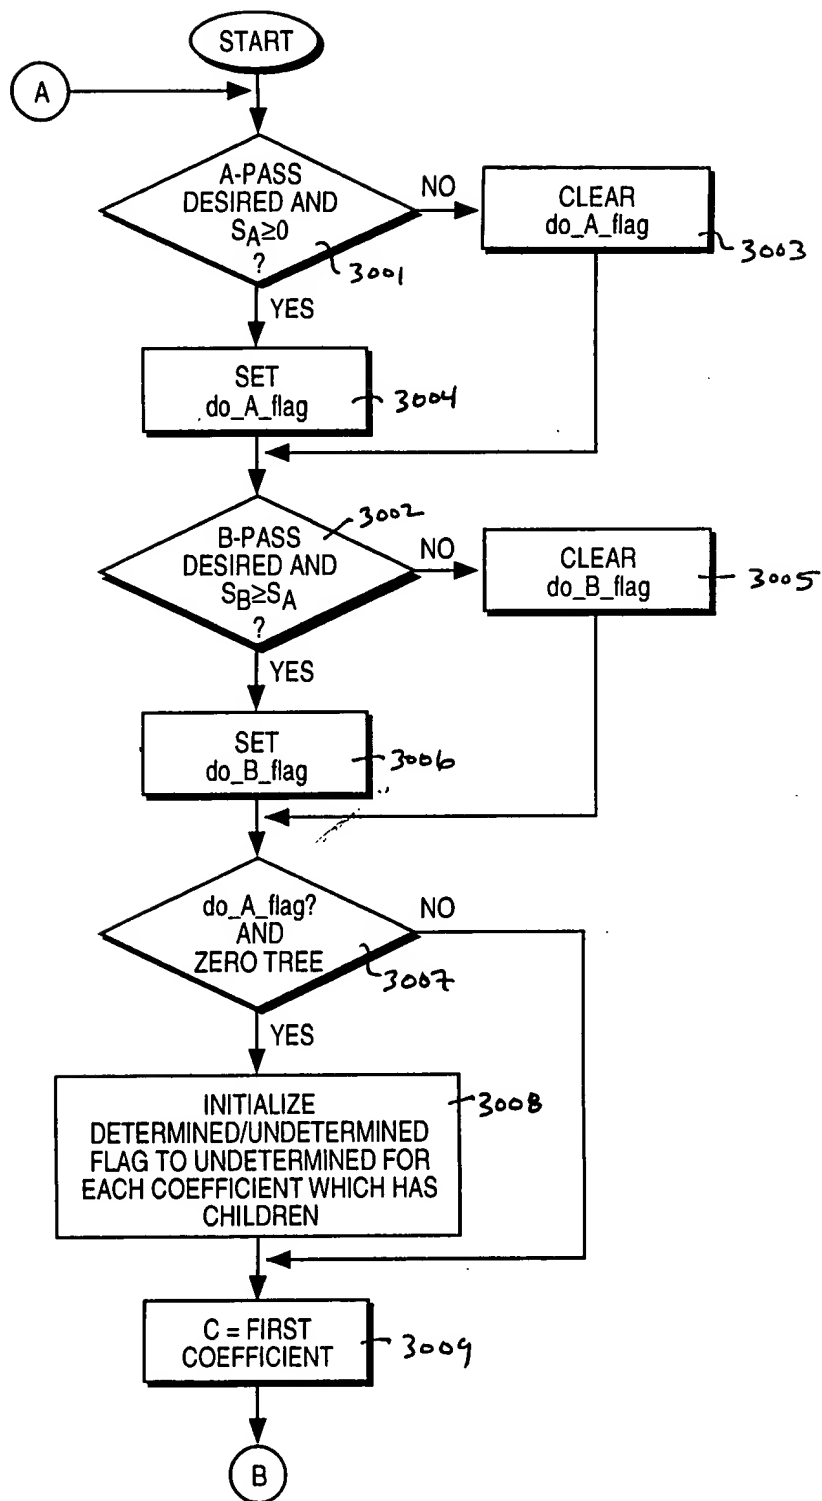 START
A
A-PASS
DESIRED AND
SA≥0
?
3001
NO
CLEAR
do_A_flag
3003
YES
SET
do_A_flag
3004
B-PASS
DESIRED AND
SB≥SA
?
3002
NO
CLEAR
do_B_flag
3005
YES
SET
do_B_flag
3006
do_A_flag?
AND
ZERO TREE
3007
NO
YES
INITIALIZE
DETERMINED/UNDETERMINED
FLAG TO UNDETERMINED FOR
EACH COEFFICIENT WHICH HAS
CHILDREN
3008
C = FIRST
COEFFICIENT
3009
B